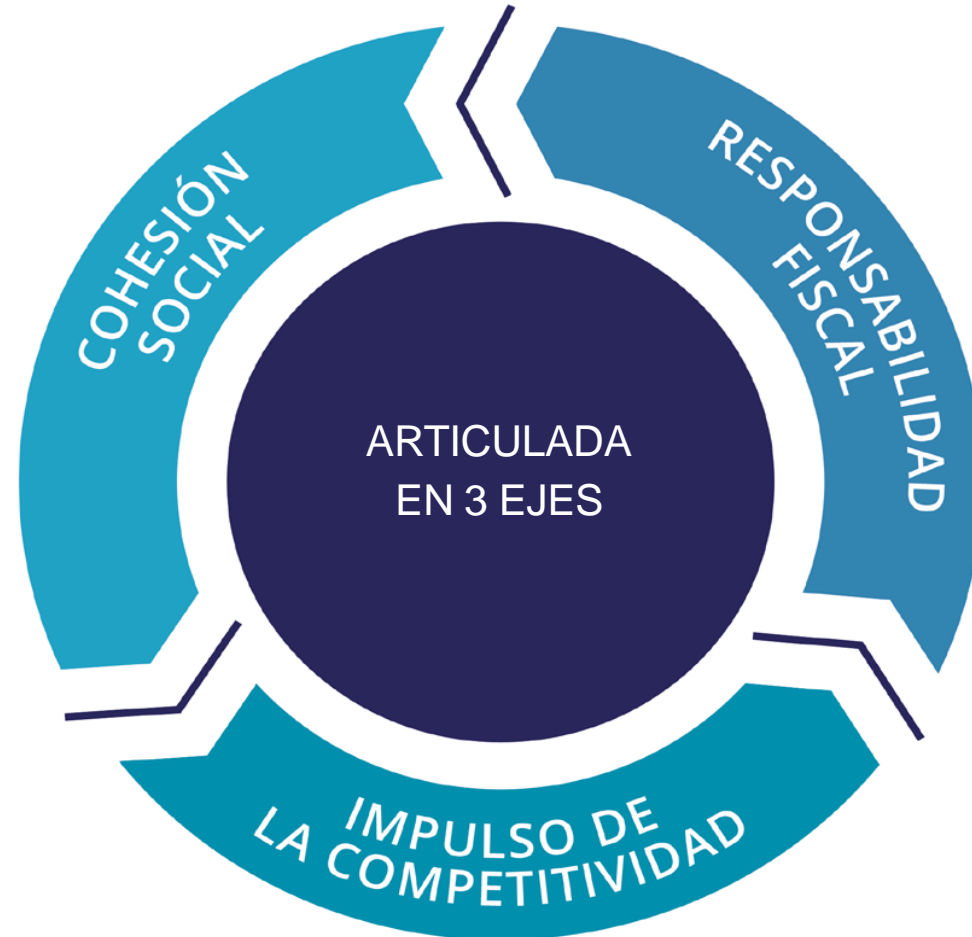 COHESIÓN
SOCIAL
RESPONSABILIDAD
FISCAL
ARTICULADA
EN 3 EJES
IMPULSO DE
LA COMPETITIVIDAD